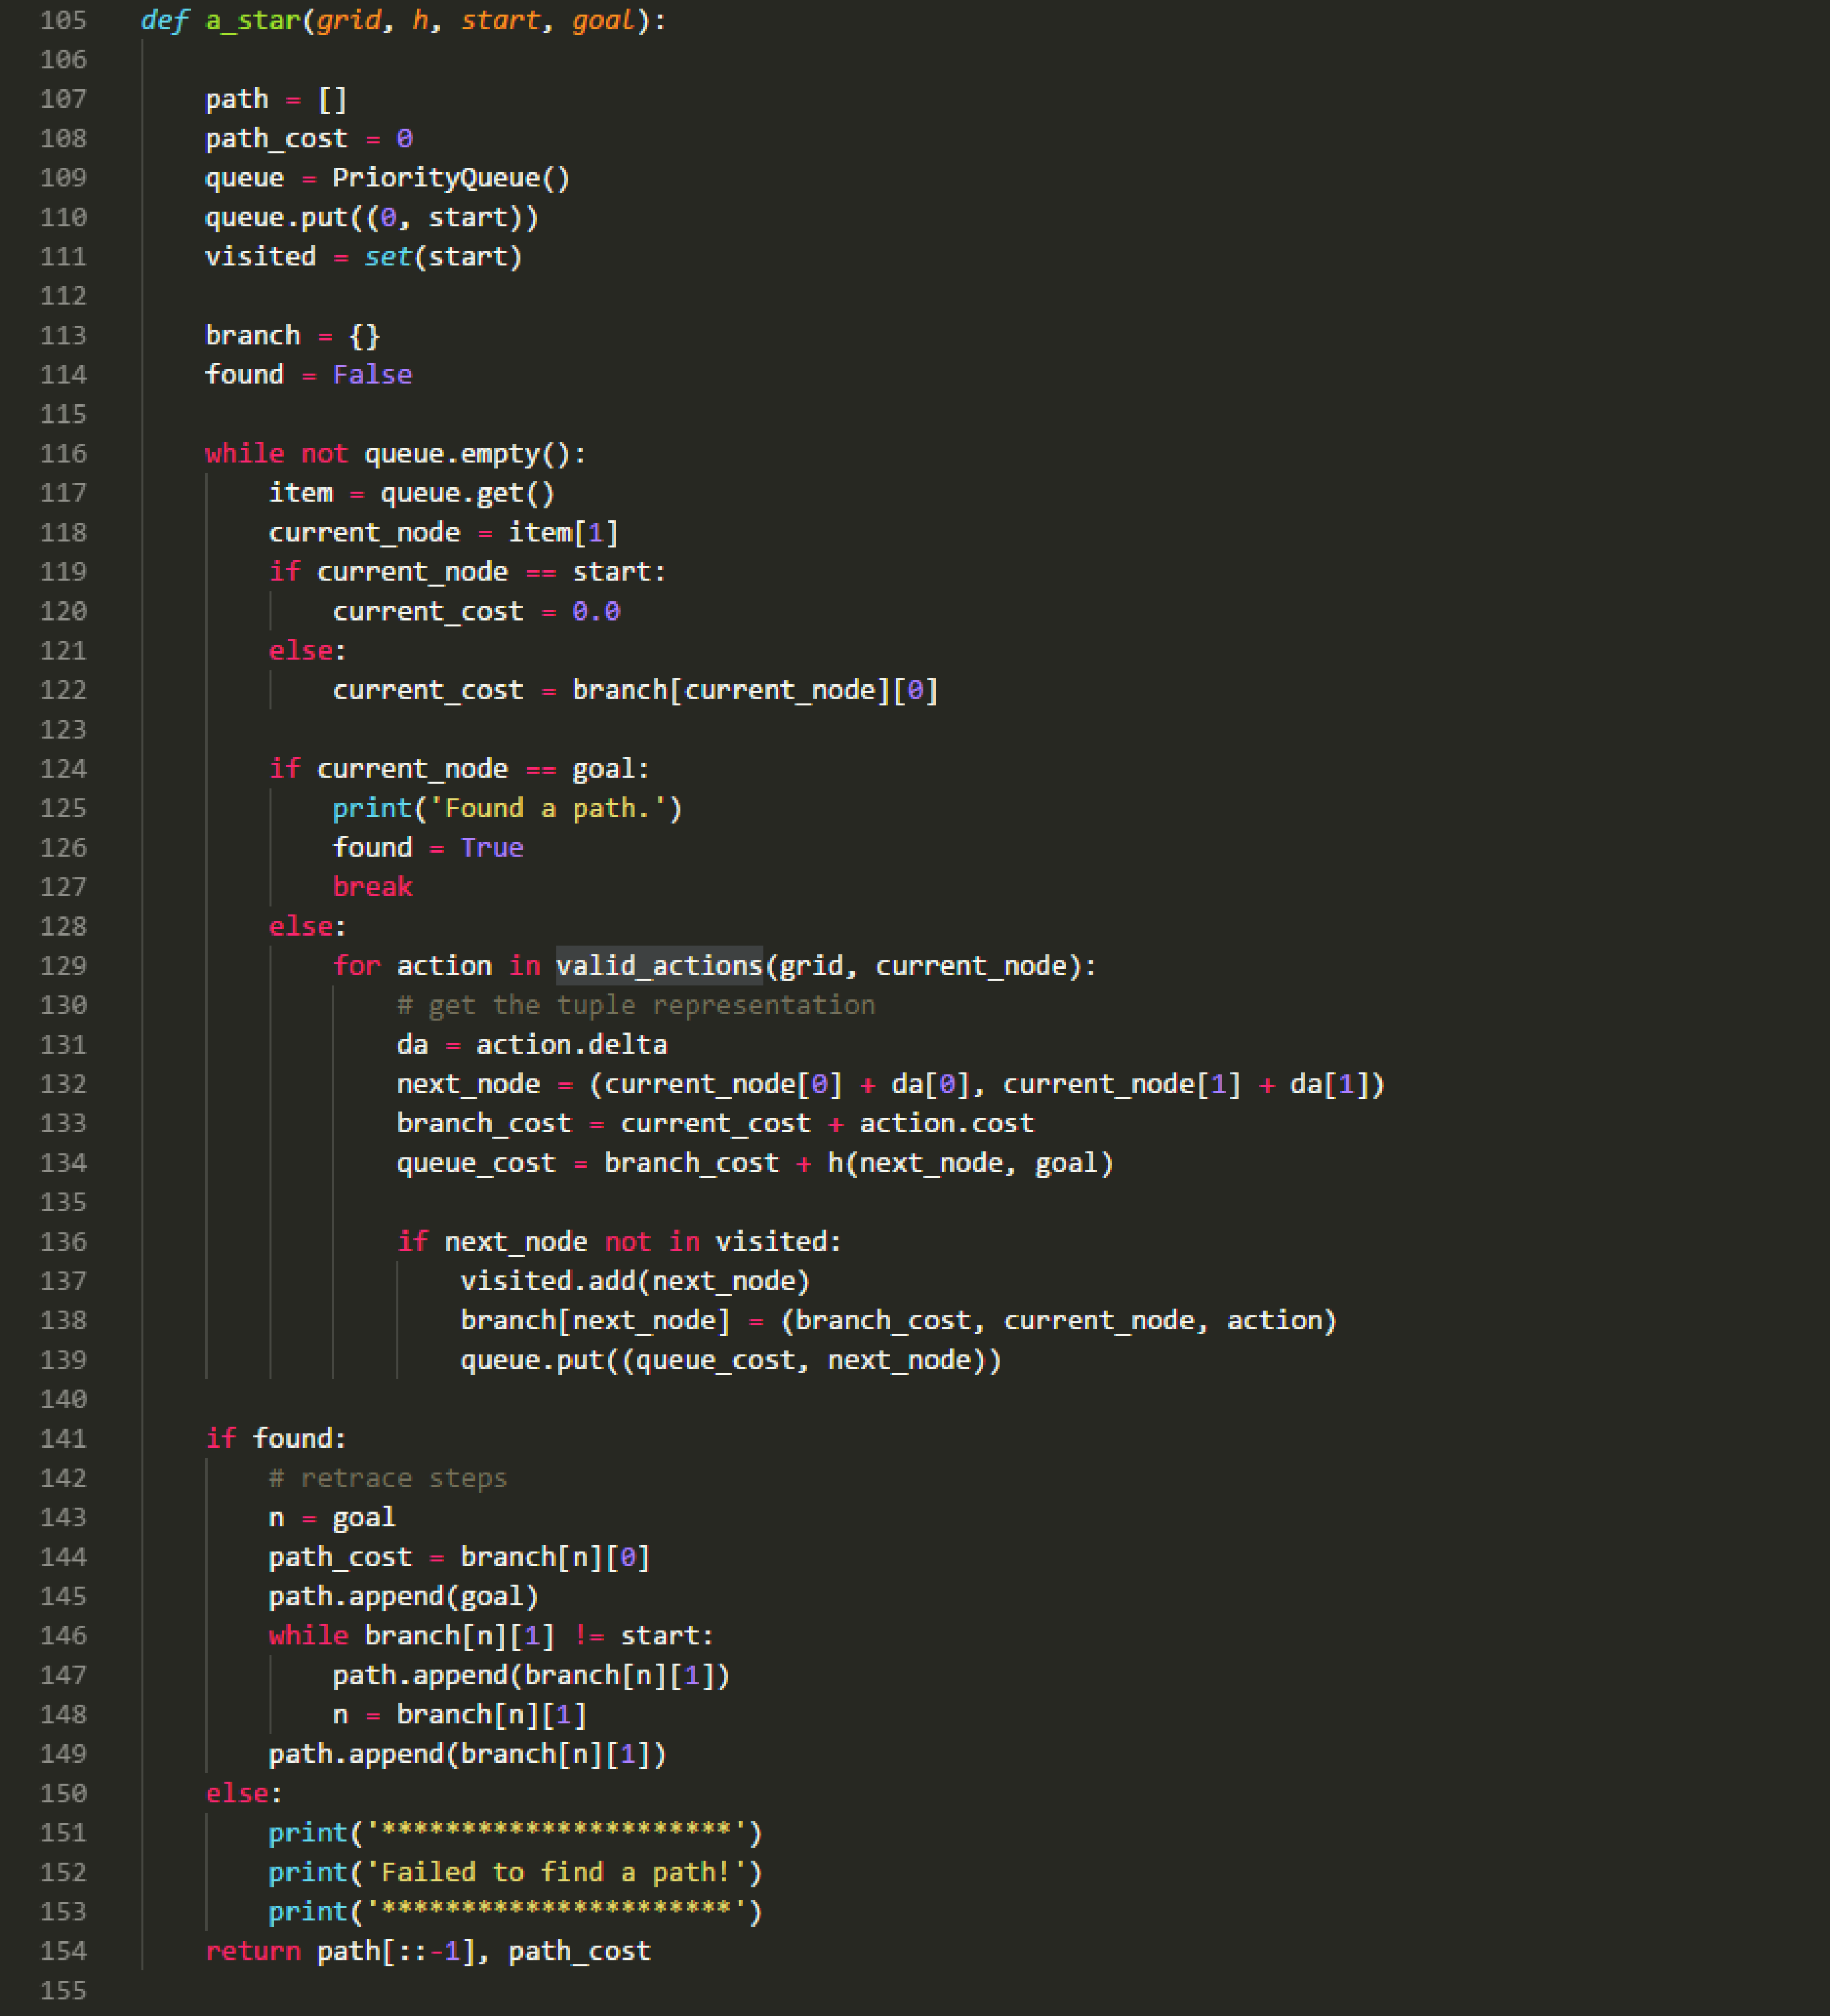 105 def a_star(grid, h, start, goal):
106
107     path = []
108     path_cost = 0
109     queue = PriorityQueue()
110     queue.put((0, start))
111     visited = set(start)
112
113     branch = {}
114     found = False
115
116     while not queue.empty():
117         item = queue.get()
118         current_node = item[1]
119         if current_node == start:
120             current_cost = 0.0
121         else:
122             current_cost = branch[current_node][0]
123
124         if current_node == goal:
125             print('Found a path.')
126             found = True
127             break
128         else:
129             for action in valid_actions(grid, current_node):
130                 # get the tuple representation
131                 da = action.delta
132                 next_node = (current_node[0] + da[0], current_node[1] + da[1])
133                 branch_cost = current_cost + action.cost
134                 queue_cost = branch_cost + h(next_node, goal)
135
136                 if next_node not in visited:
137                     visited.add(next_node)
138                     branch[next_node] = (branch_cost, current_node, action)
139                     queue.put((queue_cost, next_node))
140
141     if found:
142         # retrace steps
143         n = goal
144         path_cost = branch[n][0]
145         path.append(goal)
146         while branch[n][1] != start:
147             path.append(branch[n][1])
148             n = branch[n][1]
149         path.append(branch[n][1])
150     else:
151         print('**********************')
152         print('Failed to find a path!')
153         print('**********************')
154     return path[::-1], path_cost
155